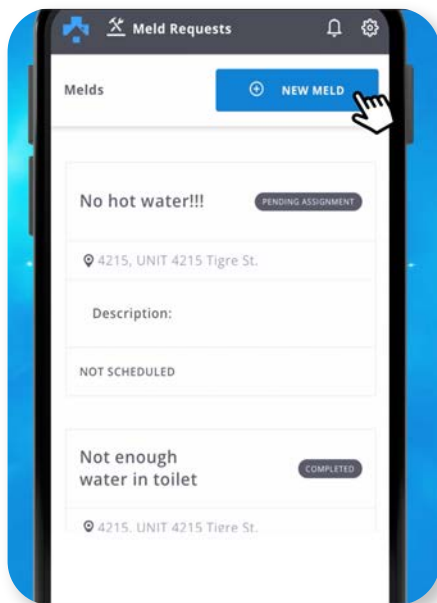 Meld Requests
Melds
NEW MELD
No hot water!!!
PENDING ASSIGNMENT
4215, UNIT 4215 Tigre St.
Description:
NOT SCHEDULED
Not enough
water in toilet
COMPLETED
4215, UNIT 4215 Tigre St.